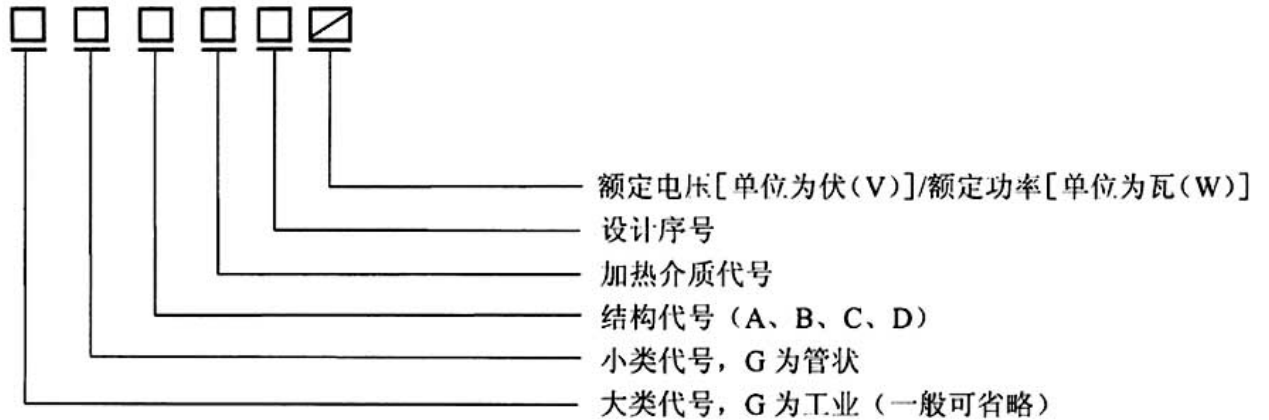 额定电压[单位为伏(V)]/额定功率[单位为瓦(W)]
设计序号
加热介质代号
结构代号（A、B、C、D）
小类代号，G 为管状
大类代号，G 为工业（一般可省略）